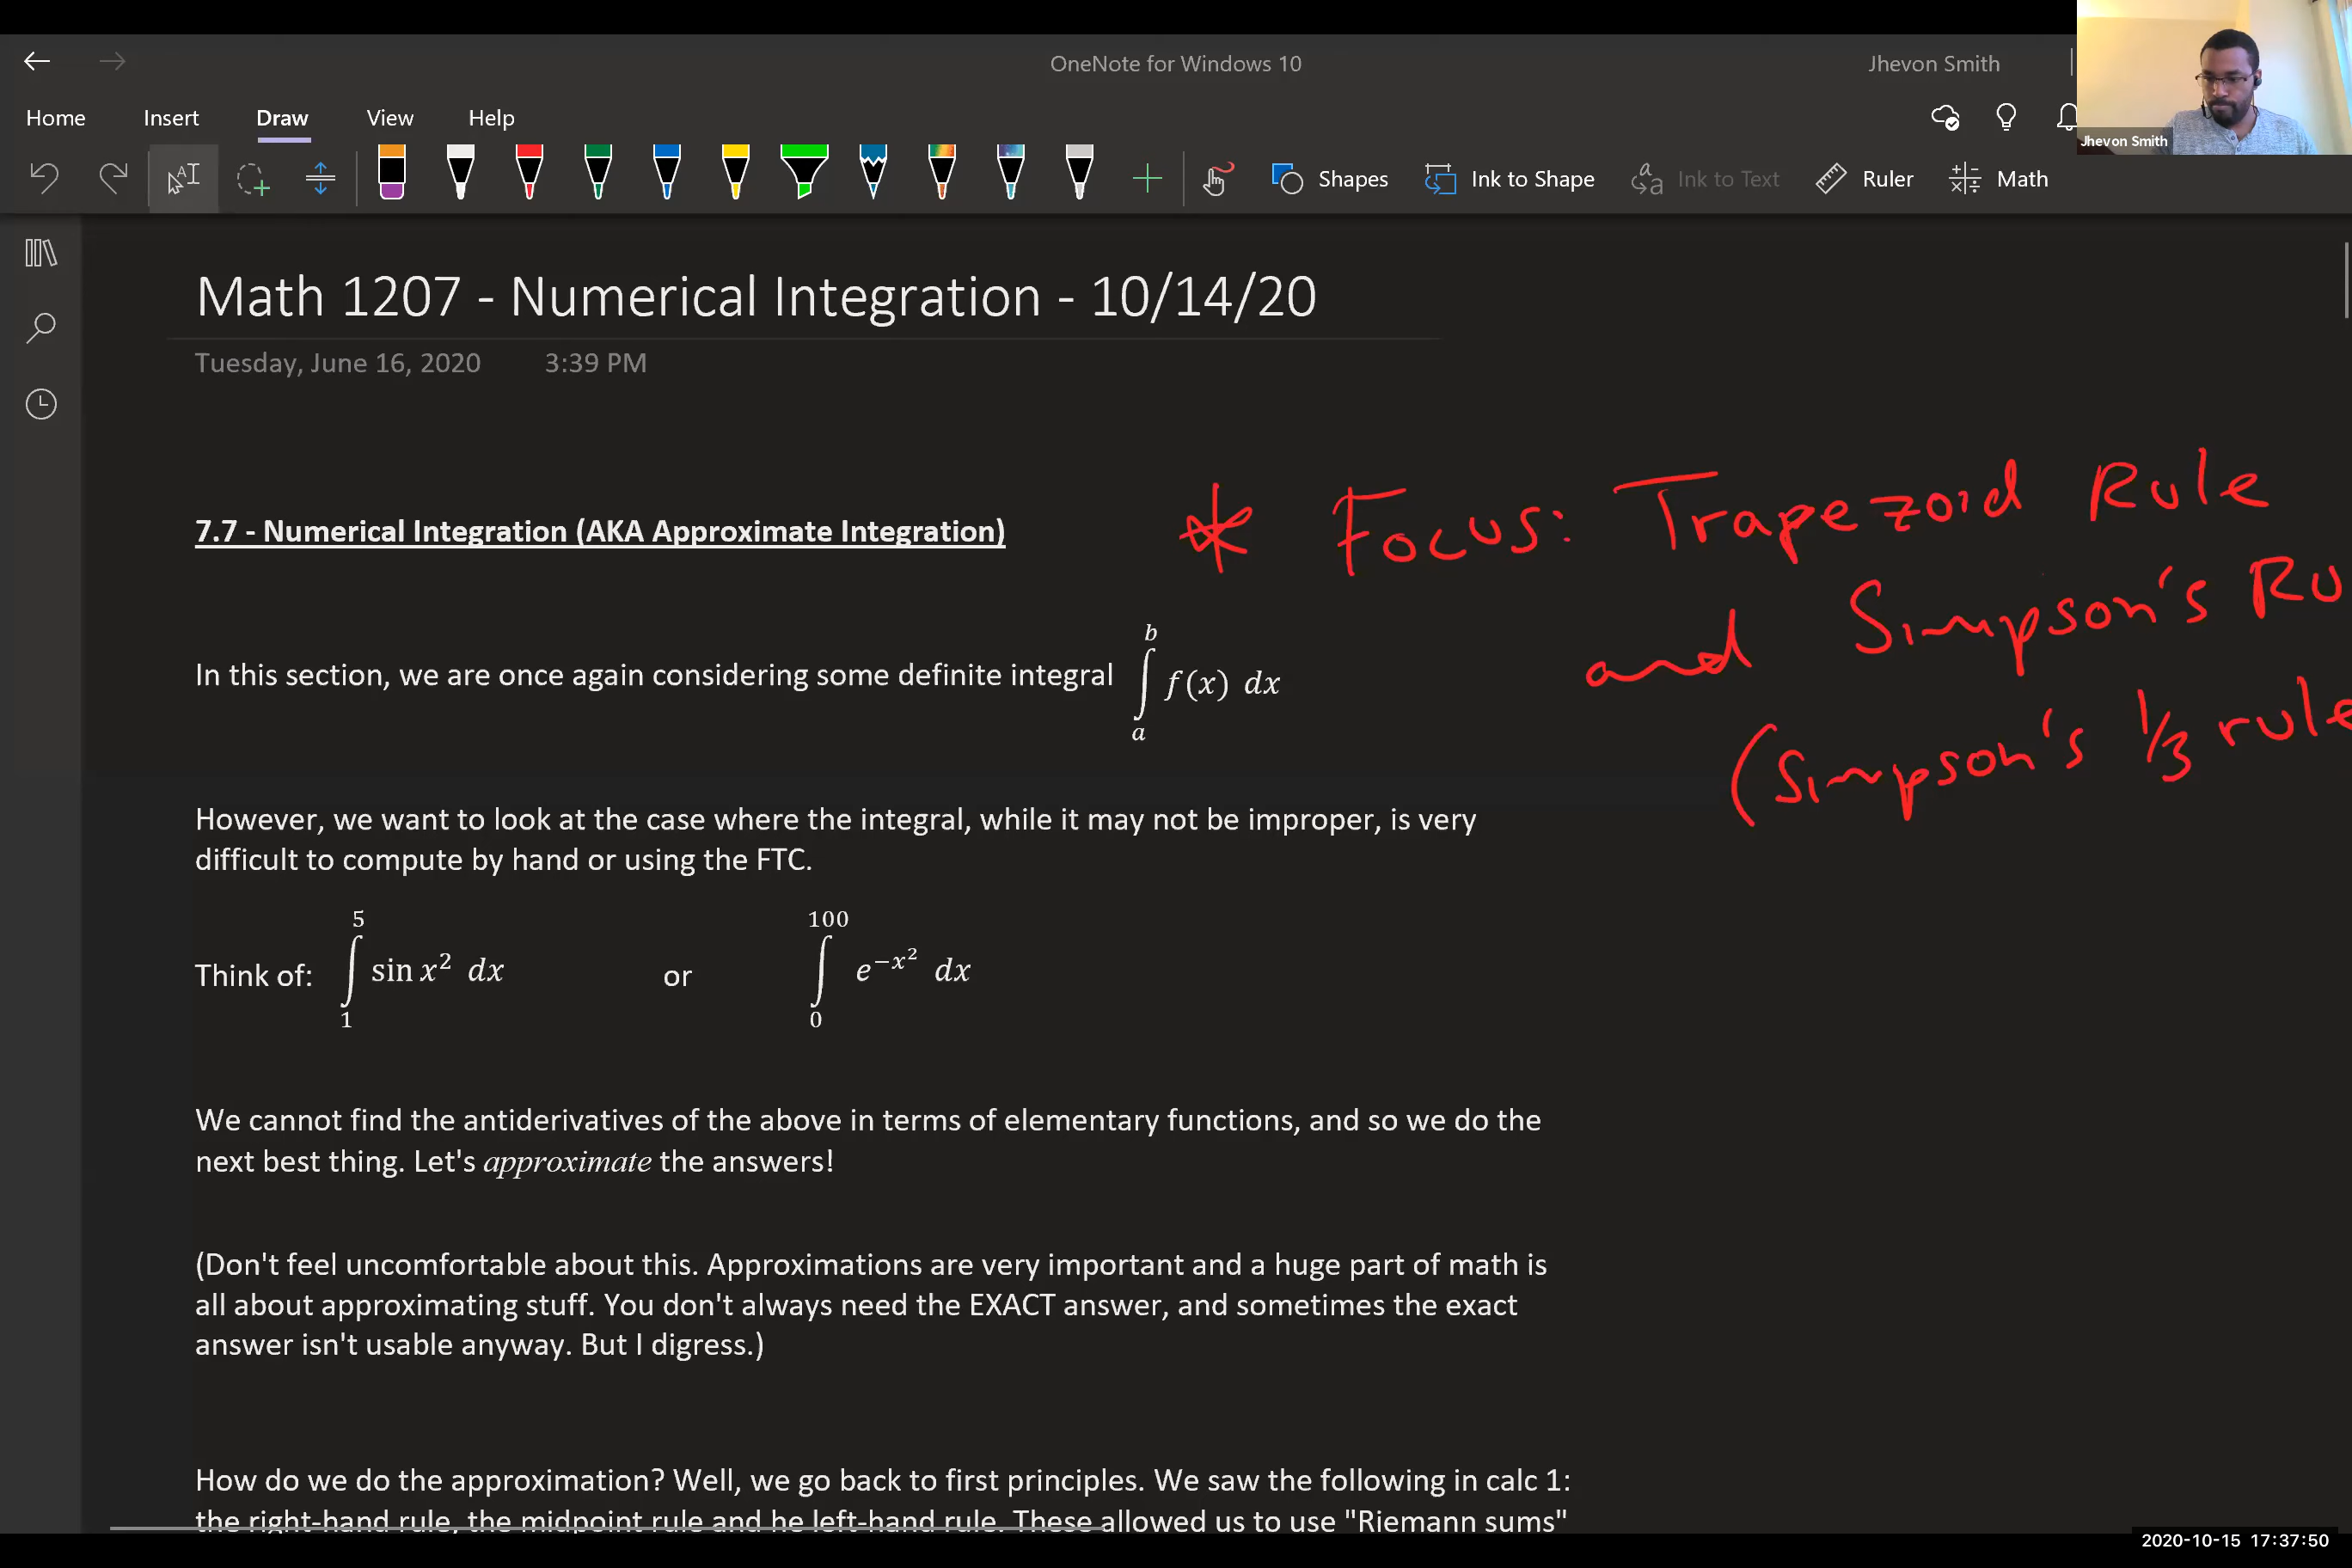 OneNote for Windows 10
Jhevon Smith
Home Insert Draw View Help
Jhevon Smith
Shapes Ink to Shape Ink to Text Ruler Math
Math 1207 - Numerical Integration - 10/14/20
Tuesday, June 16, 2020 3:39 PM
* Focus: Trapezoid Rule
7.7 - Numerical Integration (AKA Approximate Integration)
and Simpson's Ru
(Simpson's 1/3 rule
In this section, we are once again considering some definite integral ∫_a^b f(x) dx
However, we want to look at the case where the integral, while it may not be improper, is very
difficult to compute by hand or using the FTC.
Think of: ∫_1^5 sin x² dx or ∫_0^100 e^{-x²} dx
We cannot find the antiderivatives of the above in terms of elementary functions, and so we do the
next best thing. Let's approximate the answers!
(Don't feel uncomfortable about this. Approximations are very important and a huge part of math is
all about approximating stuff. You don't always need the EXACT answer, and sometimes the exact
answer isn't usable anyway. But I digress.)
How do we do the approximation? Well, we go back to first principles. We saw the following in calc 1:
the right-hand rule, the midpoint rule and he left-hand rule. These allowed us to use "Riemann sums"
2020-10-15 17:37:50